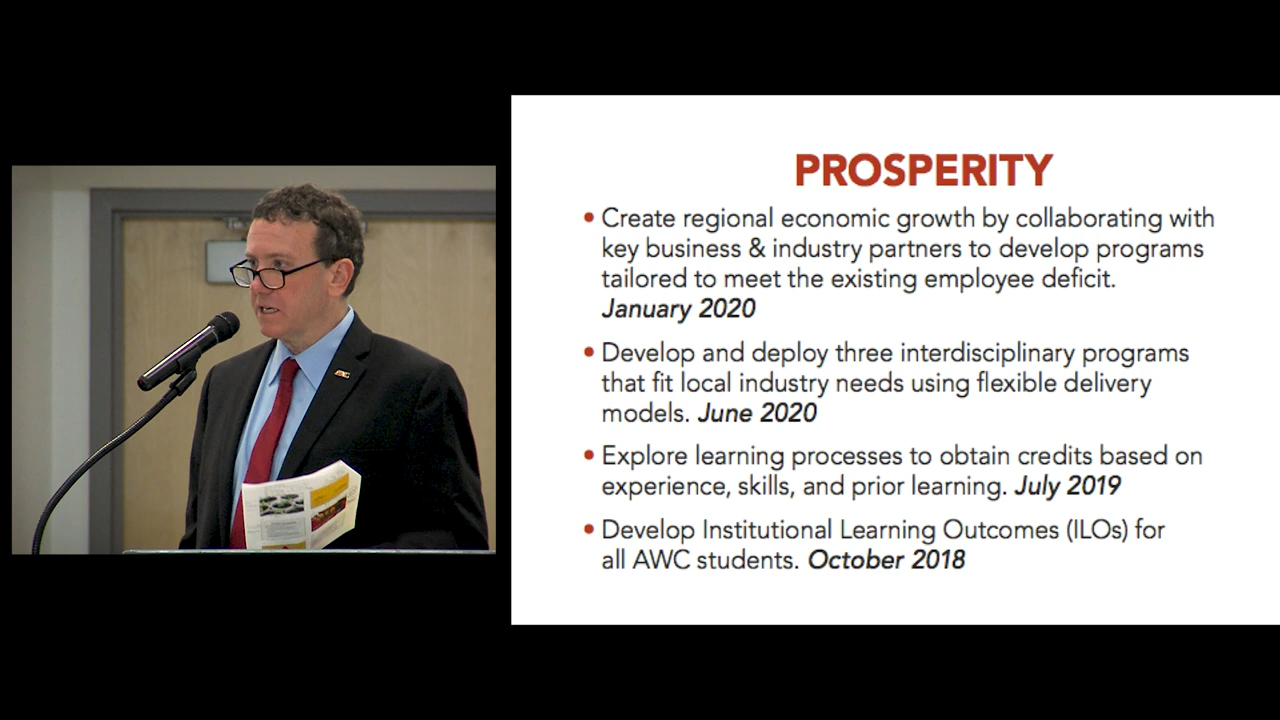 PROSPERITY
• Create regional economic growth by collaborating with
key business & industry partners to develop programs
tailored to meet the existing employee deficit.
January 2020
• Develop and deploy three interdisciplinary programs
that fit local industry needs using flexible delivery
models. June 2020
• Explore learning processes to obtain credits based on
experience, skills, and prior learning. July 2019
• Develop Institutional Learning Outcomes (ILOs) for
all AWC students. October 2018